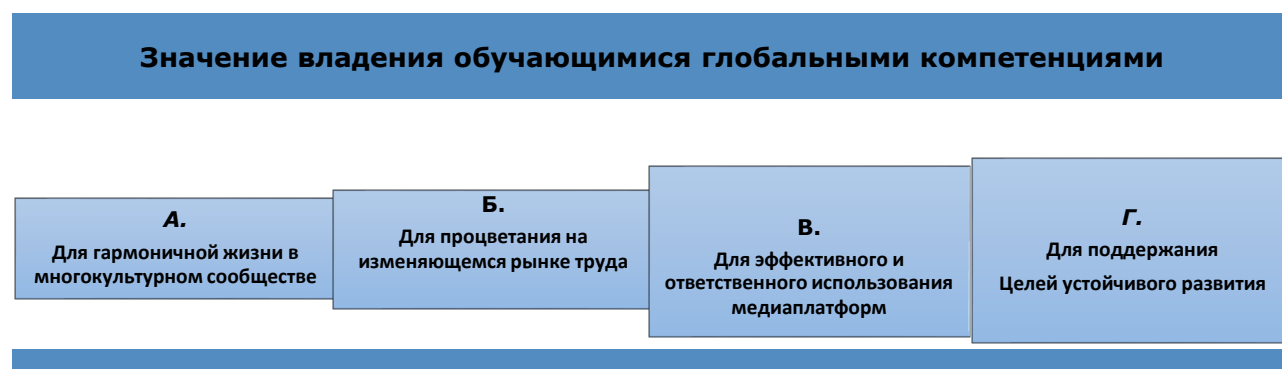 Значение владения обучающимися глобальными компетенциями
А.
Для гармоничной жизни в
многокультурном сообществе
Б.
Для процветания на
изменяющемся рынке труда
В.
Для эффективного и
ответственного использования
медиаплатформ
Г.
Для поддержания
Целей устойчивого развития